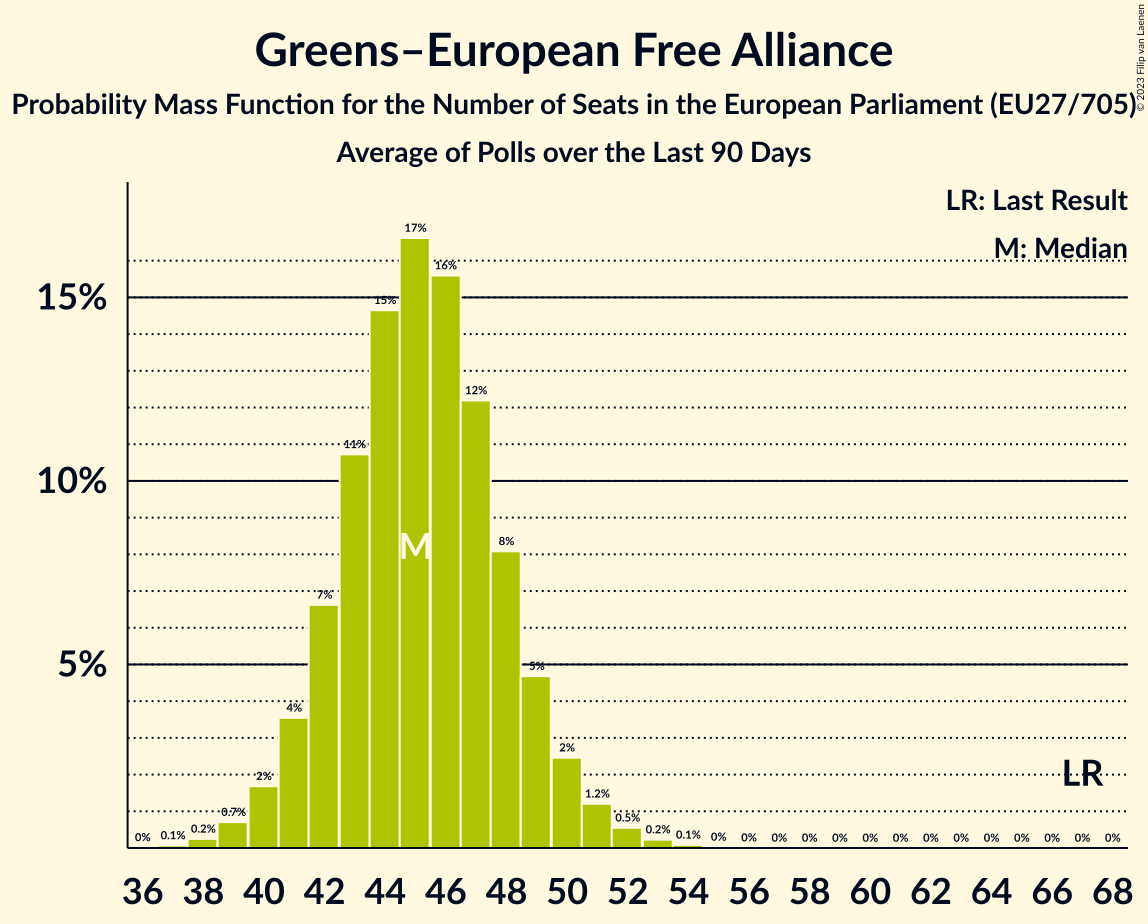 Greens–European Free Alliance
Probability Mass Function for the Number of Seats in the European Parliament (EU27/705)
Average of Polls over the Last 90 Days
© 2023 Filip van Laenen
LR: Last Result
M: Median
15%
10%
5%
0% 0.1% 0.2% 0.7% 2% 4% 7% 11% 15% 17% 16% 12% 8% 5% 2% 1.2% 0.5% 0.2% 0.1% 0% 0% 0% 0% 0% 0% 0% 0% 0% 0% 0% 0% 0% 0%
M
LR
36 38 40 42 44 46 48 50 52 54 56 58 60 62 64 66 68